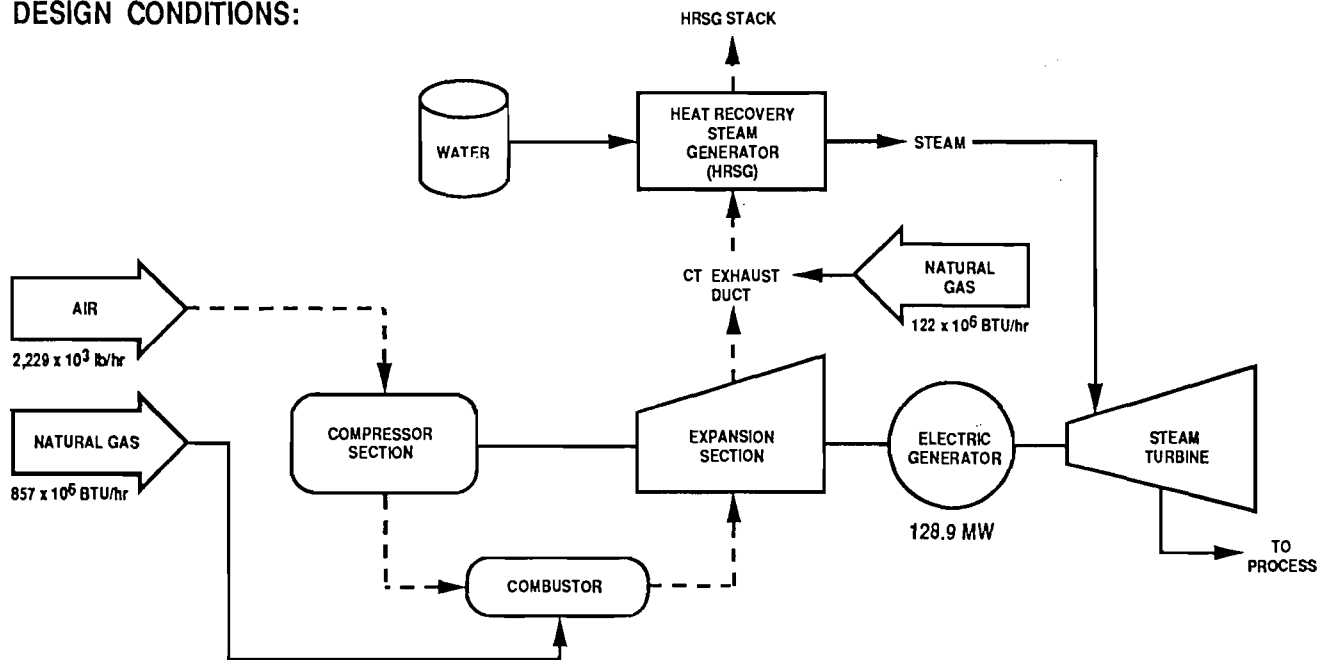 DESIGN CONDITIONS:
HRSG STACK
WATER
HEAT RECOVERY
STEAM
GENERATOR
(HRSG)
STEAM
CT EXHAUST
DUCT
NATURAL
GAS
122 x 10⁶ BTU/hr
AIR
2,229 x 10³ lb/hr
NATURAL GAS
857 x 10⁶ BTU/hr
COMPRESSOR
SECTION
EXPANSION
SECTION
ELECTRIC
GENERATOR
128.9 MW
STEAM
TURBINE
TO
PROCESS
COMBUSTOR